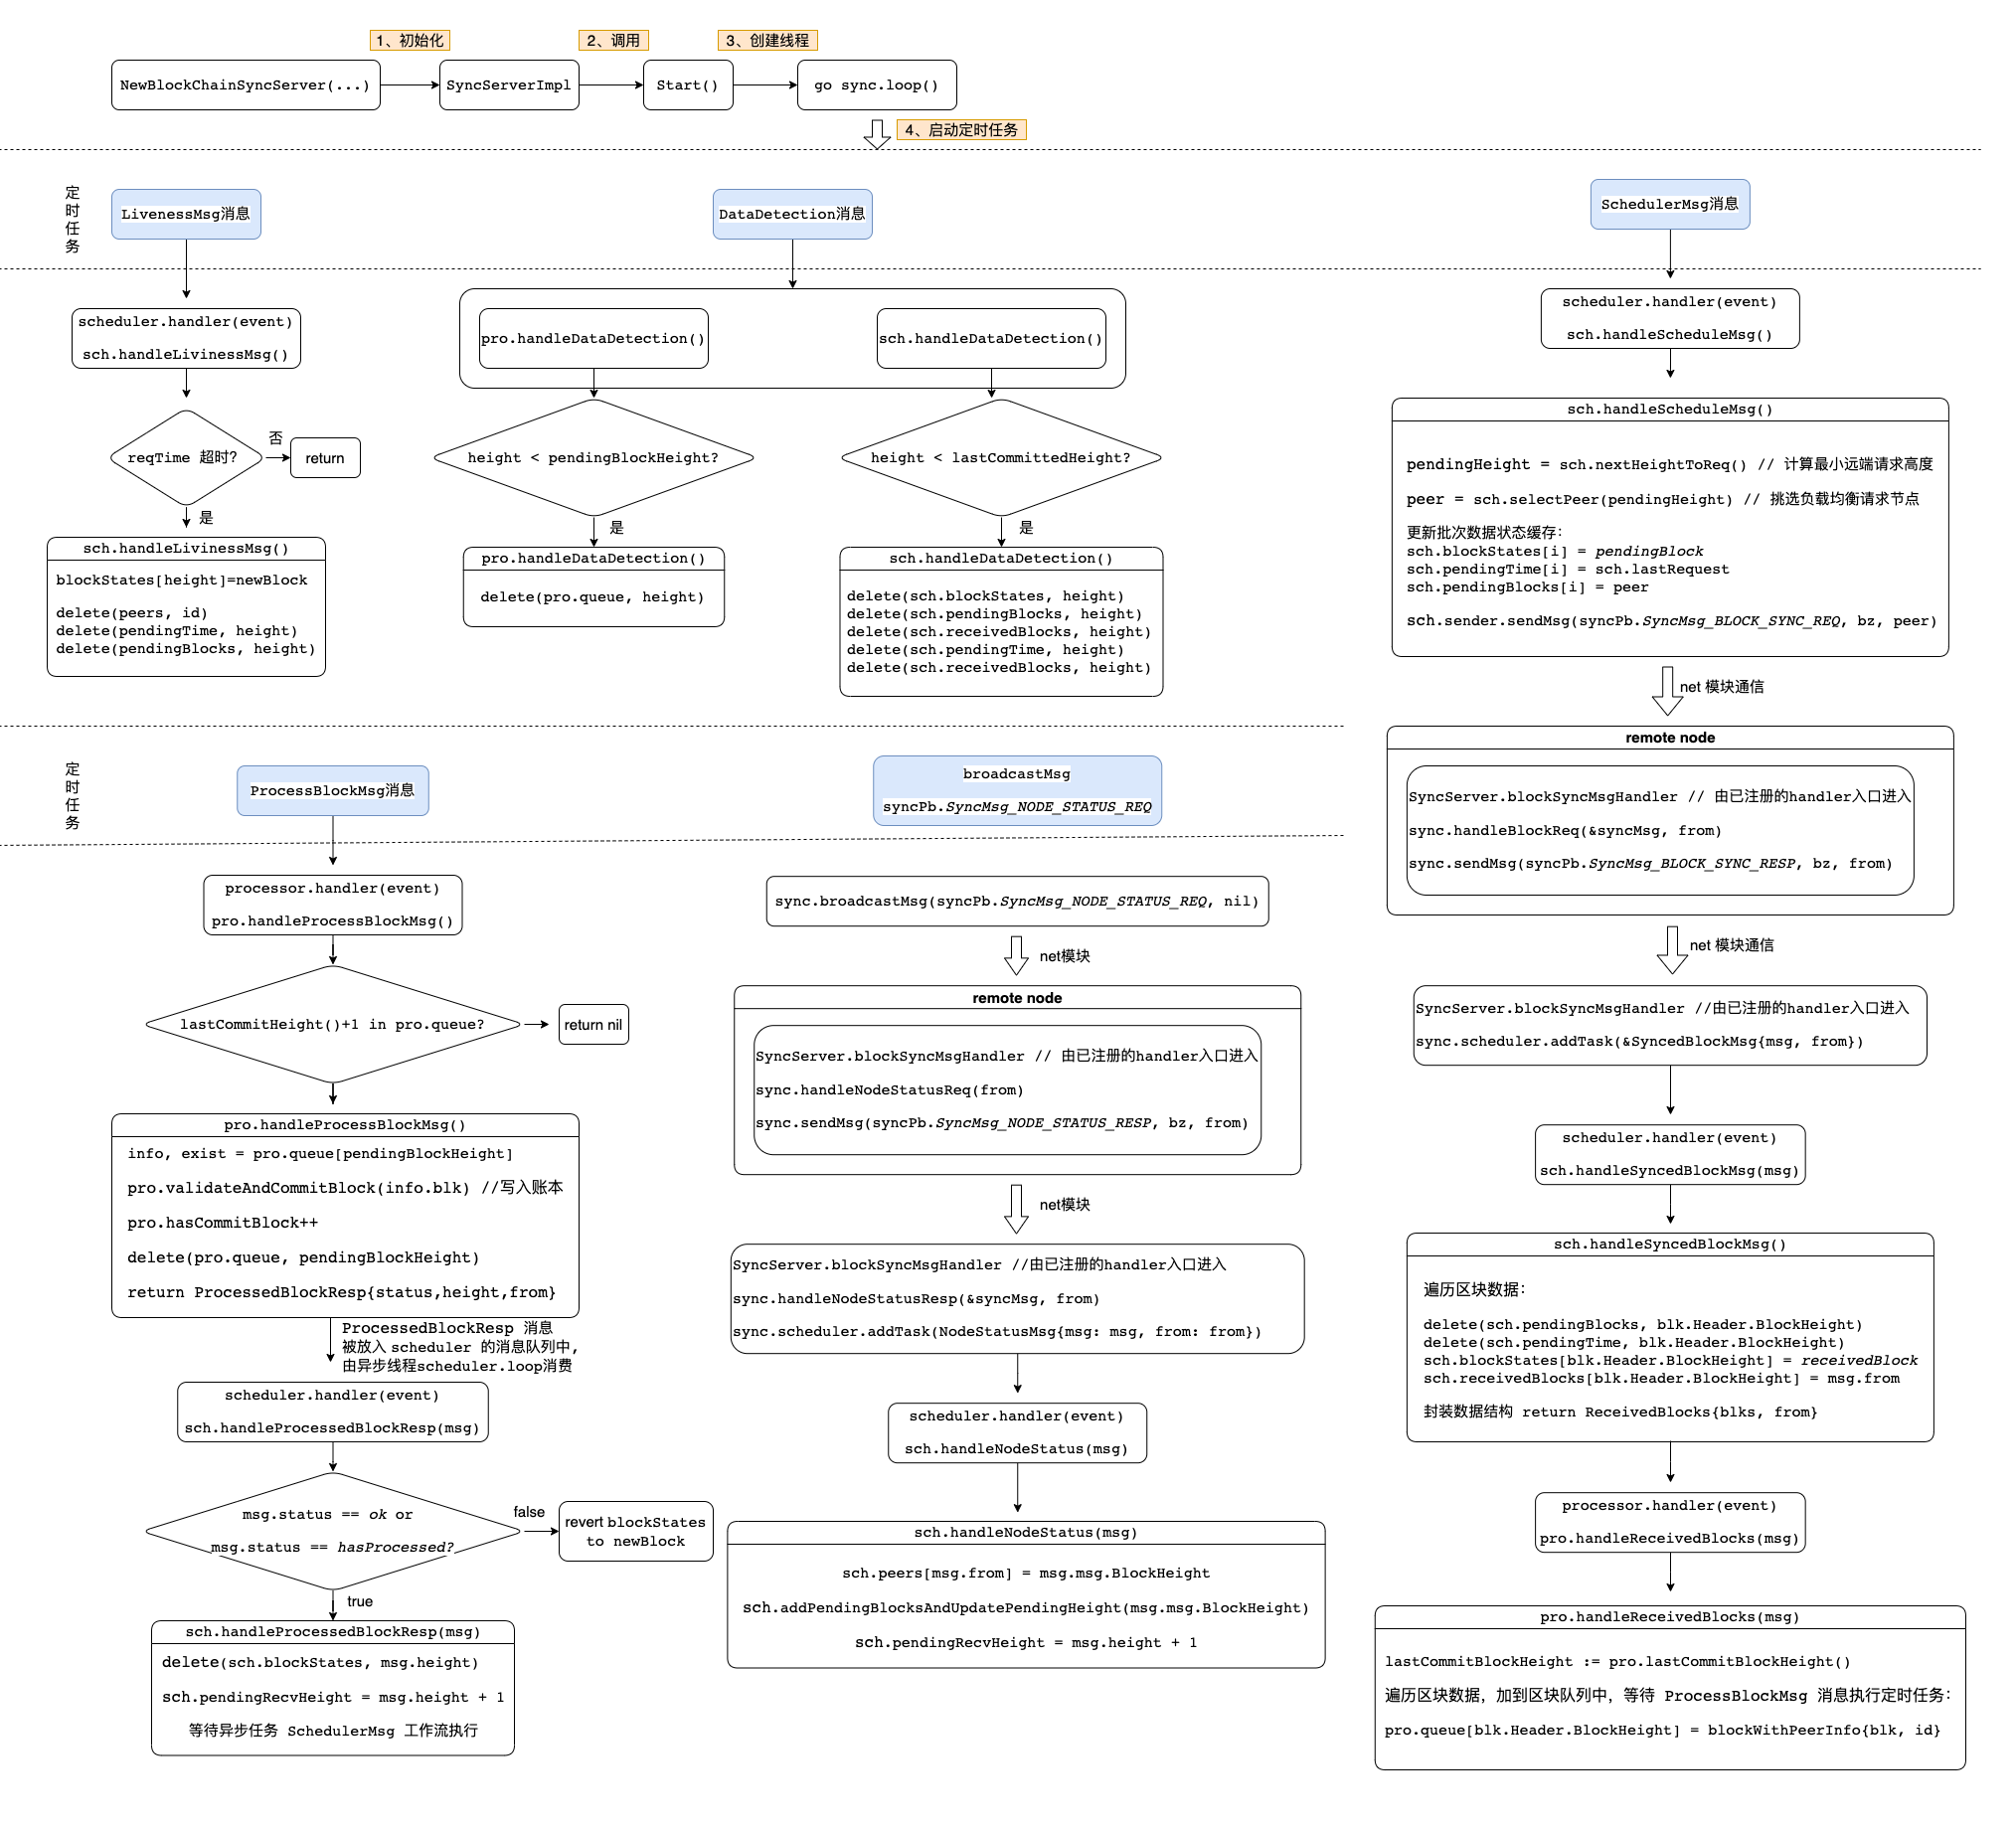 1、初始化
2、调用
3、创建线程
NewBlockChainSyncServer(...)
SyncServerImpl
Start()
go sync.loop()
4、启动定时任务
定
时
任
务
LivenessMsg消息
DataDetection消息
SchedulerMsg消息
scheduler.handler(event)
sch.handleLivinessMsg()
reqTime 超时?
否
return
是
sch.handleLivinessMsg()
blockStates[height]=newBlock
delete(peers, id)
delete(pendingTime, height)
delete(pendingBlocks, height)
pro.handleDataDetection()
height < pendingBlockHeight?
是
pro.handleDataDetection()
delete(pro.queue, height)
sch.handleDataDetection()
height < lastCommittedHeight?
是
sch.handleDataDetection()
delete(sch.blockStates, height)
delete(sch.pendingBlocks, height)
delete(sch.receivedBlocks, height)
delete(sch.pendingTime, height)
delete(sch.receivedBlocks, height)
scheduler.handler(event)
sch.handleScheduleMsg()
sch.handleScheduleMsg()
pendingHeight = sch.nextHeightToReq() // 计算最小远端请求高度
peer = sch.selectPeer(pendingHeight) // 挑选负载均衡请求节点
更新批次数据状态缓存：
sch.blockStates[i] = pendingBlock
sch.pendingTime[i] = sch.lastRequest
sch.pendingBlocks[i] = peer
sch.sender.sendMsg(syncPb.SyncMsg_BLOCK_SYNC_REQ, bz, peer)
net 模块通信
remote node
SyncServer.blockSyncMsgHandler // 由已注册的handler入口进入
sync.handleBlockReq(&syncMsg, from)
sync.sendMsg(syncPb.SyncMsg_BLOCK_SYNC_RESP, bz, from)
net 模块通信
SyncServer.blockSyncMsgHandler //由已注册的handler入口进入
sync.scheduler.addTask(&SyncedBlockMsg{msg, from})
scheduler.handler(event)
sch.handleSyncedBlockMsg(msg)
sch.handleSyncedBlockMsg()
遍历区块数据：
delete(sch.pendingBlocks, blk.Header.BlockHeight)
delete(sch.pendingTime, blk.Header.BlockHeight)
sch.blockStates[blk.Header.BlockHeight] = receivedBlock
sch.receivedBlocks[blk.Header.BlockHeight] = msg.from
封装数据结构 return ReceivedBlocks{blks, from}
processor.handler(event)
pro.handleReceivedBlocks(msg)
pro.handleReceivedBlocks(msg)
lastCommitBlockHeight := pro.lastCommitBlockHeight()
遍历区块数据，加到区块队列中，等待 ProcessBlockMsg 消息执行定时任务：
pro.queue[blk.Header.BlockHeight] = blockWithPeerInfo{blk, id}
定
时
任
务
ProcessBlockMsg消息
processor.handler(event)
pro.handleProcessBlockMsg()
lastCommitHeight()+1 in pro.queue?
return nil
pro.handleProcessBlockMsg()
info, exist = pro.queue[pendingBlockHeight]
pro.validateAndCommitBlock(info.blk) //写入账本
pro.hasCommitBlock++
delete(pro.queue, pendingBlockHeight)
return ProcessedBlockResp{status,height,from}
ProcessedBlockResp 消息
被放入 scheduler 的消息队列中，
由异步线程scheduler.loop消费
scheduler.handler(event)
sch.handleProcessedBlockResp(msg)
msg.status == ok or
msg.status == hasProcessed?
false
revert blockStates
to newBlock
true
sch.handleProcessedBlockResp(msg)
delete(sch.blockStates, msg.height)
sch.pendingRecvHeight = msg.height + 1
等待异步任务 SchedulerMsg 工作流执行
broadcastMsg
syncPb.SyncMsg_NODE_STATUS_REQ
sync.broadcastMsg(syncPb.SyncMsg_NODE_STATUS_REQ, nil)
net模块
remote node
SyncServer.blockSyncMsgHandler // 由已注册的handler入口进入
sync.handleNodeStatusReq(from)
sync.sendMsg(syncPb.SyncMsg_NODE_STATUS_RESP, bz, from)
net模块
SyncServer.blockSyncMsgHandler //由已注册的handler入口进入
sync.handleNodeStatusResp(&syncMsg, from)
sync.scheduler.addTask(NodeStatusMsg{msg: msg, from: from})
scheduler.handler(event)
sch.handleNodeStatus(msg)
sch.handleNodeStatus(msg)
sch.peers[msg.from] = msg.msg.BlockHeight
sch.addPendingBlocksAndUpdatePendingHeight(msg.msg.BlockHeight)
sch.pendingRecvHeight = msg.height + 1